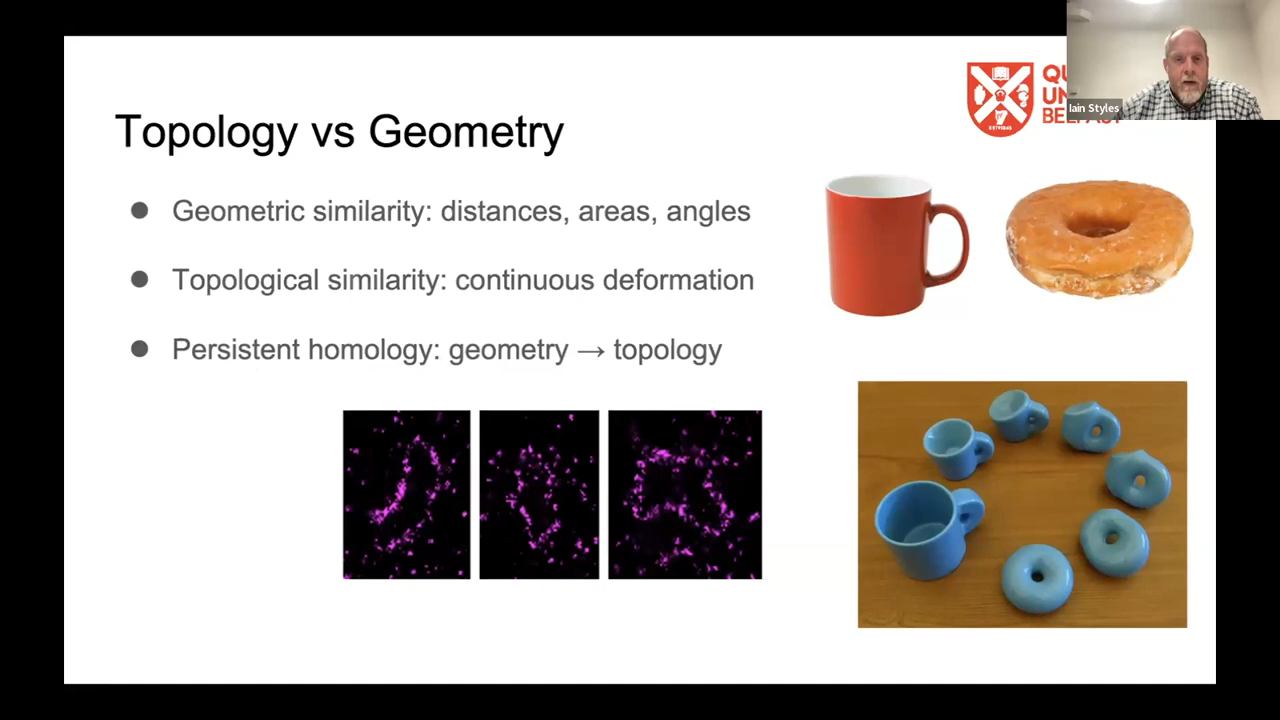 Iain Styles
Topology vs Geometry
● Geometric similarity: distances, areas, angles
● Topological similarity: continuous deformation
● Persistent homology: geometry → topology